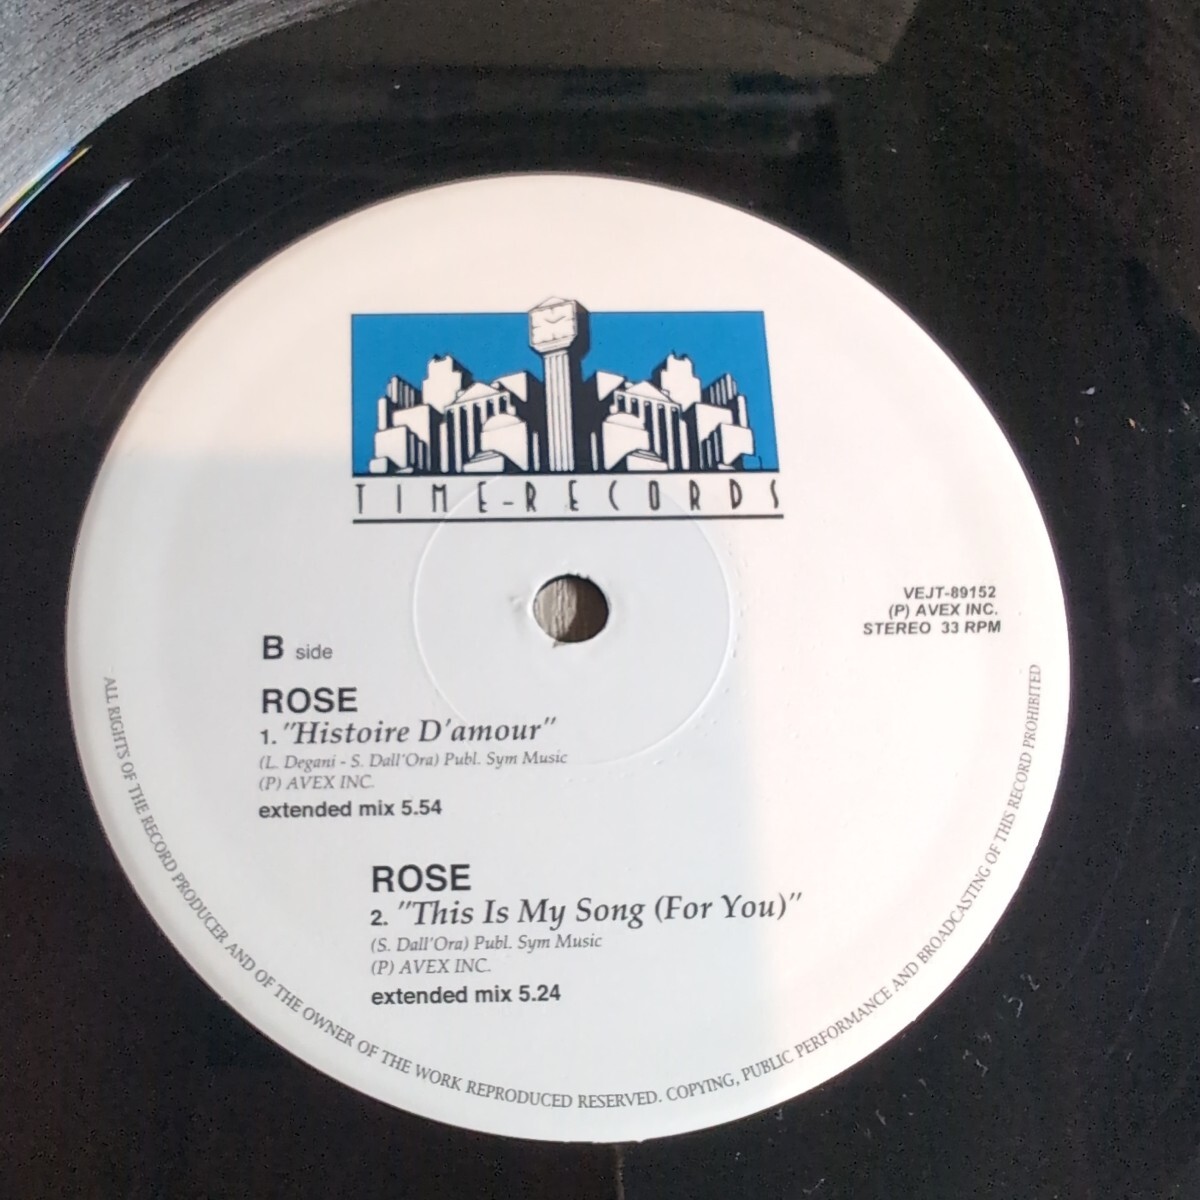 TIME-RECORDS
VEJT-89152
(P) AVEX INC.
STEREO 33 RPM
B side
ROSE
1. "Histoire D'amour"
(L. Degani - S. Dall'Ora) Publ. Sym Music
(P) AVEX INC.
extended mix 5.54
ROSE
2. "This Is My Song (For You)"
(S. Dall'Ora) Publ. Sym Music
(P) AVEX INC.
extended mix 5.24
ALL RIGHTS OF THE RECORD PRODUCER AND OF THE OWNER OF THE WORK REPRODUCED RESERVED. COPYING, PUBLIC PERFORMANCE AND BROADCASTING OF THIS RECORD PROHIBITED